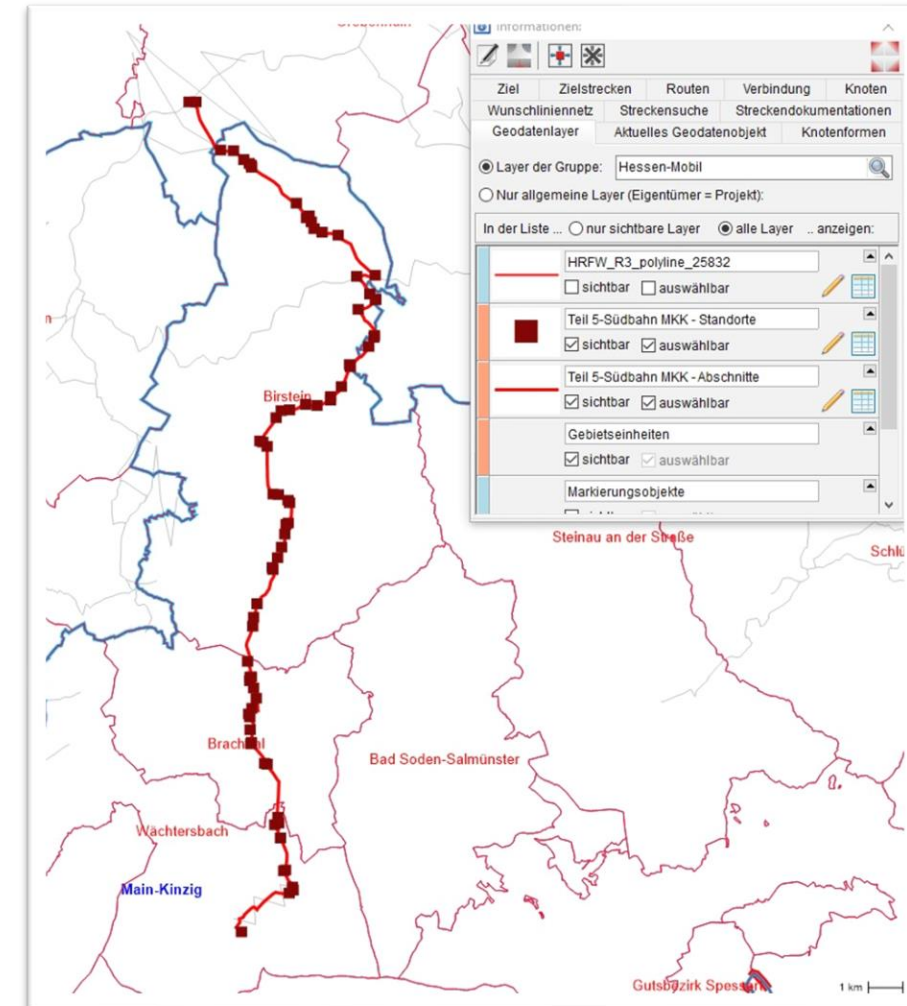 Grebenhain
Informationen:
Ziel Zielstrecken Routen Verbindung Knoten
Wunschliniennetz Streckensuche Streckendokumentationen
Geodatenlayer Aktuelles Geodatenobjekt Knotenformen
Layer der Gruppe: Hessen-Mobil
Nur allgemeine Layer (Eigentümer = Projekt):
In der Liste ... nur sichtbare Layer alle Layer .. anzeigen:
HRFW_R3_polyline_25832
sichtbar auswählbar
Teil 5-Südbahn MKK - Standorte
sichtbar auswählbar
Teil 5-Südbahn MKK - Abschnitte
sichtbar auswählbar
Gebietseinheiten
sichtbar auswählbar
Markierungsobjekte
Birstein
Steinau an der Straße
Schlü
Brachttal
Bad Soden-Salmünster
Wächtersbach
Main-Kinzig
Gutsbezirk Spessart
1 km